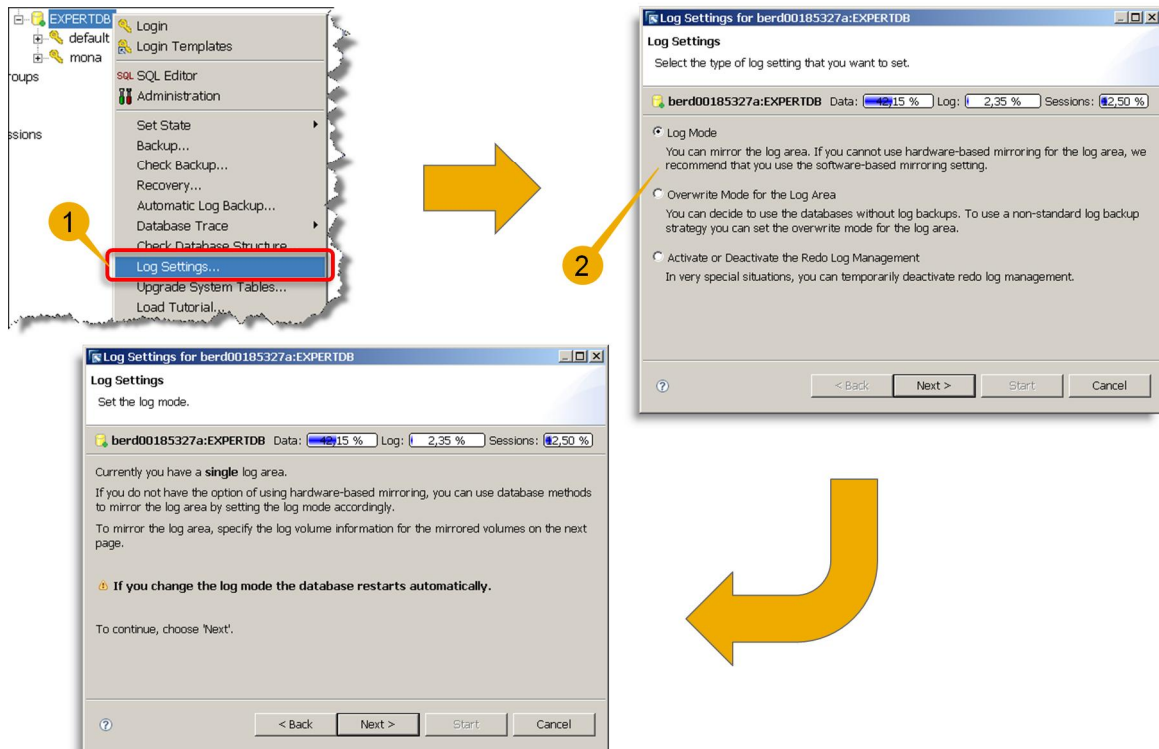 EXPERTDB
default
mona
roups
ssions
Login
Login Templates
SQL SQL Editor
Administration
Set State
Backup...
Check Backup...
Recovery...
Automatic Log Backup...
Database Trace
Check Database Structure
Log Settings...
Upgrade System Tables...
Load Tutorial...
1
Log Settings for berd00185327a:EXPERTDB
Log Settings
Select the type of log setting that you want to set.
berd00185327a:EXPERTDB Data: 42,15 % Log: 2,35 % Sessions: 12,50 %
Log Mode
You can mirror the log area. If you cannot use hardware-based mirroring for the log area, we
recommend that you use the software-based mirroring setting.
Overwrite Mode for the Log Area
You can decide to use the databases without log backups. To use a non-standard log backup
strategy you can set the overwrite mode for the log area.
Activate or Deactivate the Redo Log Management
In very special situations, you can temporarily deactivate redo log management.
2
? < Back Next > Start Cancel
Log Settings for berd00185327a:EXPERTDB
Log Settings
Set the log mode.
berd00185327a:EXPERTDB Data: 42,15 % Log: 2,35 % Sessions: 12,50 %
Currently you have a single log area.
If you do not have the option of using hardware-based mirroring, you can use database methods
to mirror the log area by setting the log mode accordingly.
To mirror the log area, specify the log volume information for the mirrored volumes on the next
page.
If you change the log mode the database restarts automatically.
To continue, choose 'Next'.
? < Back Next > Start Cancel